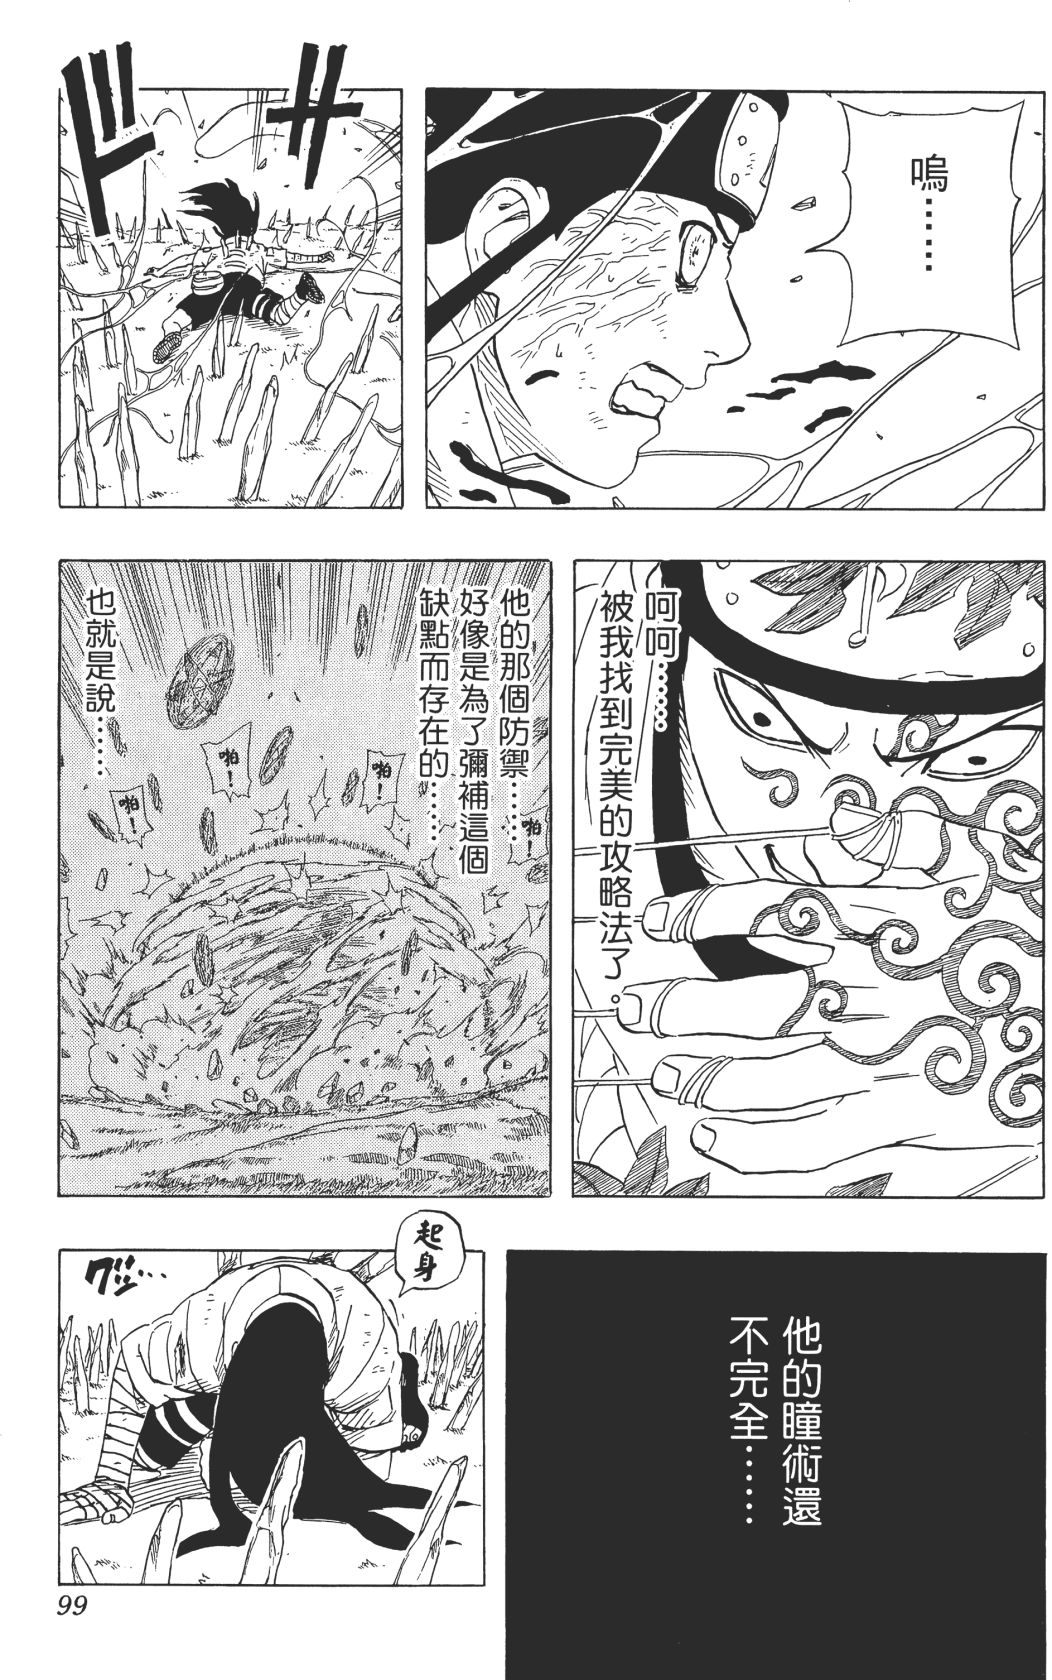 嗚……
ドサ
呵呵……
被我找到完美的攻略法了。
他的那個防禦……
好像是為了彌補這個
缺點而存在的……
啪！
啪！
啪！
啪！
也就是說……
他的瞳術還
不完全……
起身
グッ…
99